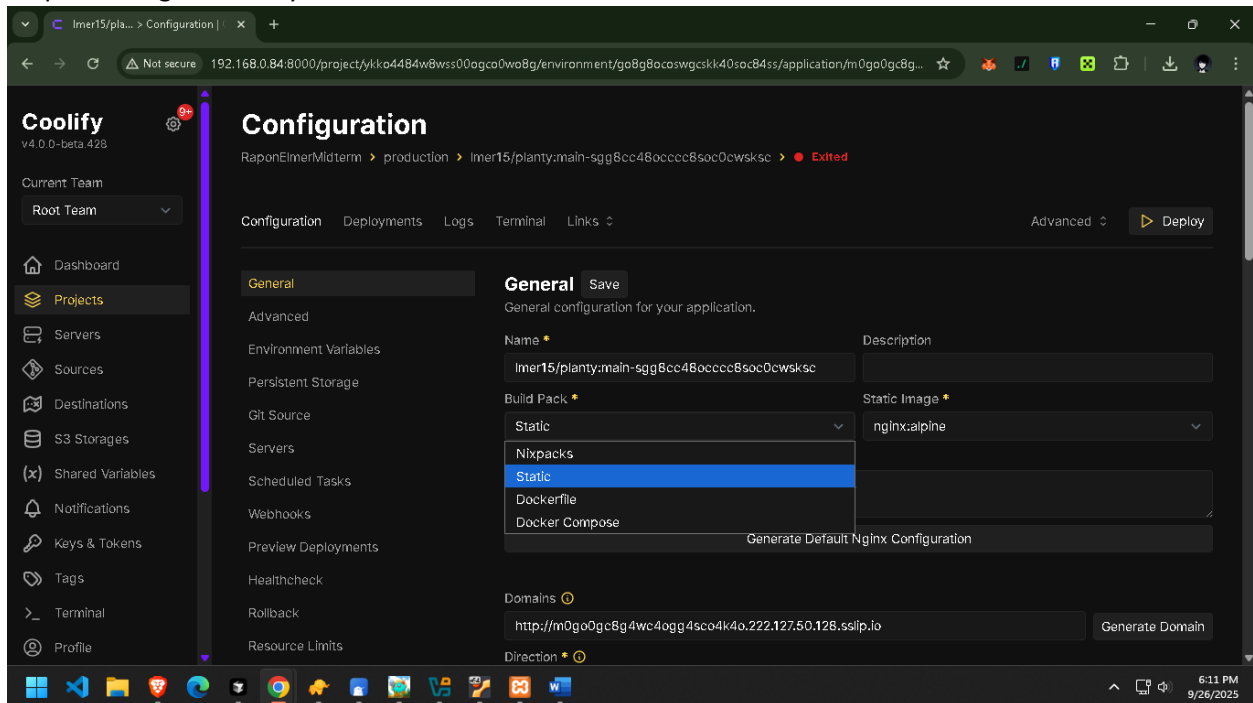 lmer15/pla... > Configuration | C
Not secure
192.168.0.84:8000/project/ykko4484w8wss00ogco0wo8g/environment/go8g8ocoswgcskk40soc84ss/application/m0go0gc8g...
Coolify
9+
v4.0.0-beta.428
Current Team
Root Team
Dashboard
Projects
Servers
Sources
Destinations
S3 Storages
Shared Variables
Notifications
Keys & Tokens
Tags
Terminal
Profile
Configuration
RaponElmerMidterm > production > lmer15/planty:main-sgg8cc48occcc8soc0cwsksc > Exited
Configuration Deployments Logs Terminal Links
Advanced
Deploy
General
Advanced
Environment Variables
Persistent Storage
Git Source
Servers
Scheduled Tasks
Webhooks
Preview Deployments
Healthcheck
Rollback
Resource Limits
General Save
General configuration for your application.
Name *
Description
lmer15/planty:main-sgg8cc48occcc8soc0cwsksc
Build Pack *
Static Image *
Static
nginx:alpine
Nixpacks
Static
Dockerfile
Docker Compose
Generate Default Nginx Configuration
Domains
http://m0go0gc8g4wc4ogg4sco4k4o.222.127.50.128.sslip.io
Generate Domain
Direction *
6:11 PM
9/26/2025